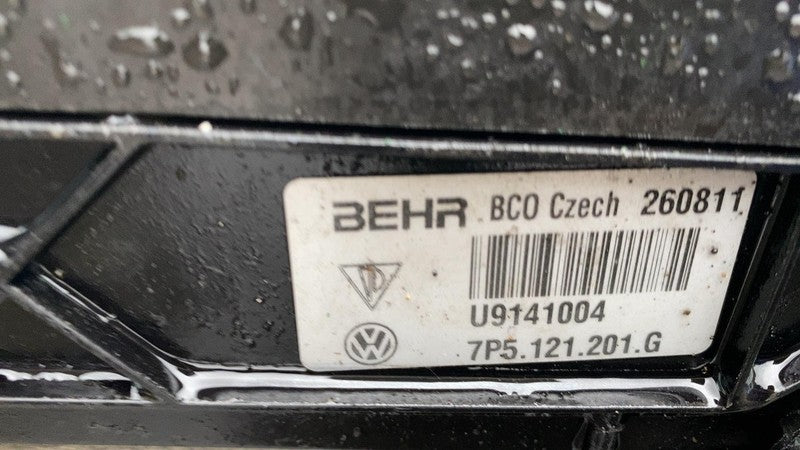 BEHR BCO Czech 260811
U9141004
7P5.121.201.G